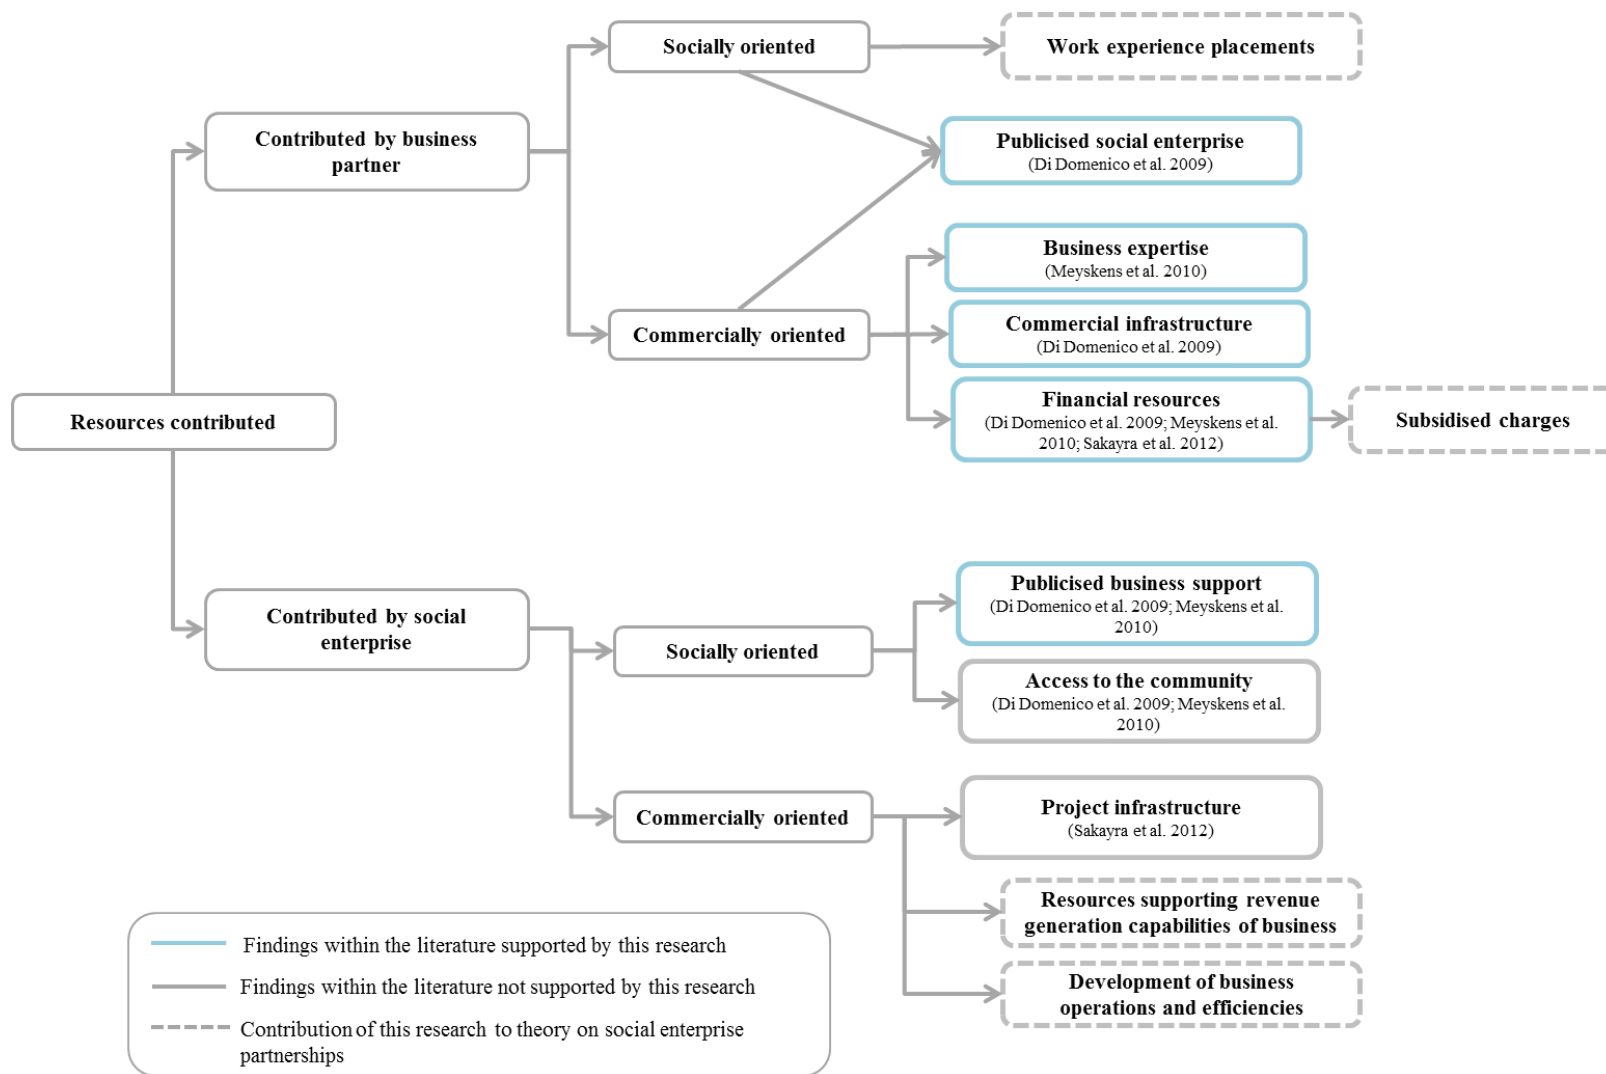 Socially oriented
Work experience placements
Contributed by business
partner
Publicised social enterprise
(Di Domenico et al. 2009)
Business expertise
(Meyskens et al. 2010)
Commercially oriented
Commercial infrastructure
(Di Domenico et al. 2009)
Resources contributed
Financial resources
(Di Domenico et al. 2009; Meyskens et al.
2010; Sakayra et al. 2012)
Subsidised charges
Contributed by social
enterprise
Socially oriented
Publicised business support
(Di Domenico et al. 2009; Meyskens et al.
2010)
Access to the community
(Di Domenico et al. 2009; Meyskens et al.
2010)
Commercially oriented
Project infrastructure
(Sakayra et al. 2012)
Resources supporting revenue
generation capabilities of business
Development of business
operations and efficiencies
Findings within the literature supported by this research
Findings within the literature not supported by this research
Contribution of this research to theory on social enterprise
partnerships